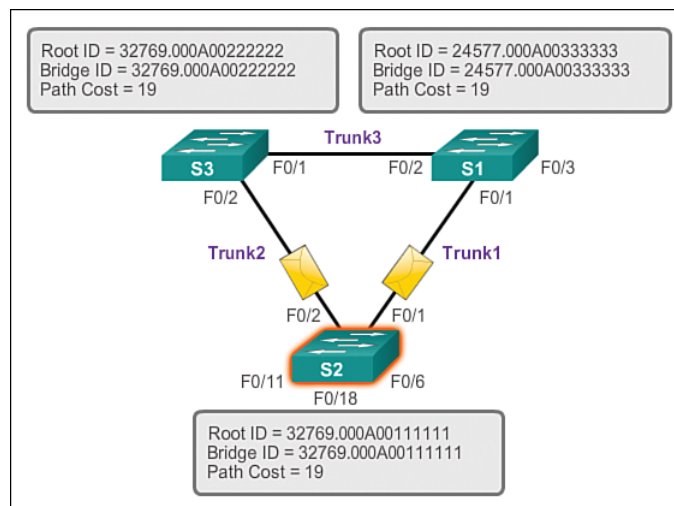 Root ID = 32769.000A00222222
Bridge ID = 32769.000A00222222
Path Cost = 19
Root ID = 24577.000A00333333
Bridge ID = 24577.000A00333333
Path Cost = 19
Trunk3
S3
F0/1
F0/2
S1
F0/3
F0/2
F0/1
Trunk2
Trunk1
F0/2
F0/1
F0/11
S2
F0/6
F0/18
Root ID = 32769.000A00111111
Bridge ID = 32769.000A00111111
Path Cost = 19